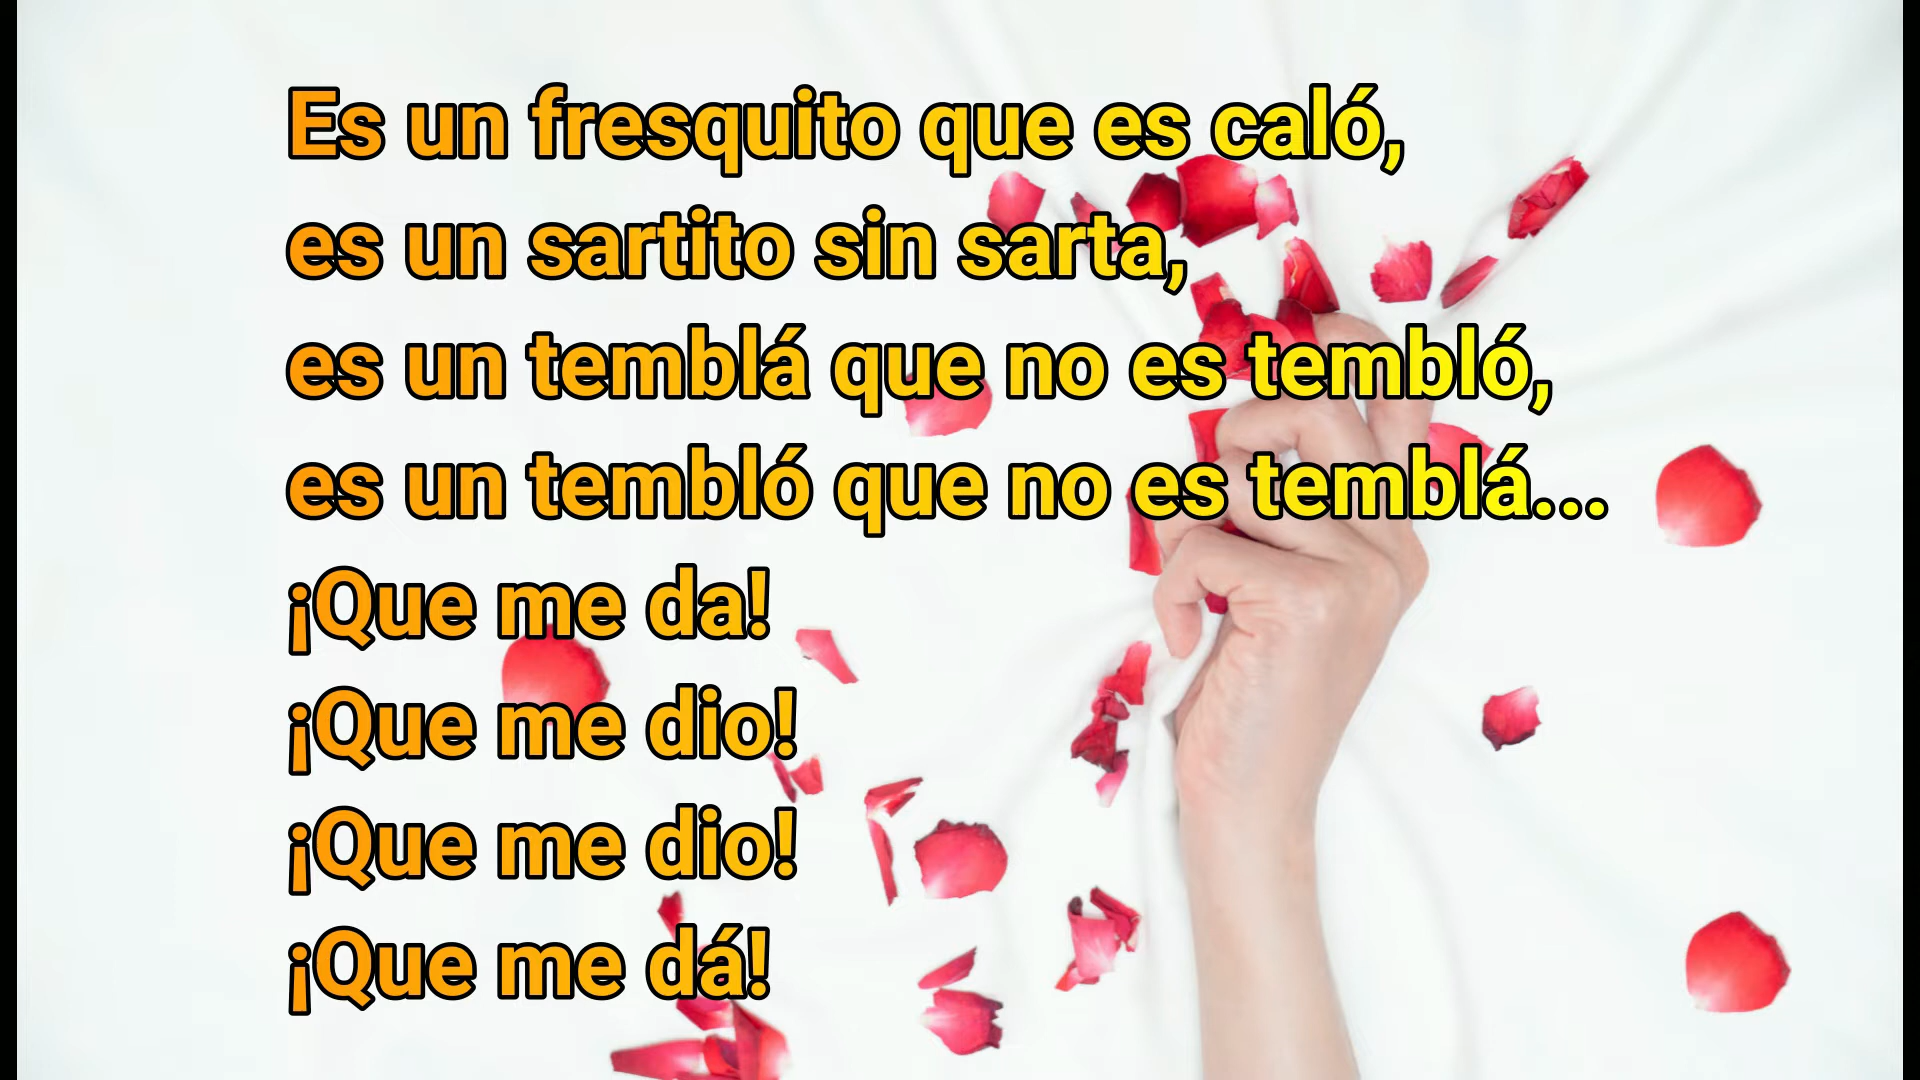 Es un fresquito que es caló,
es un sartito sin sarta,
es un temblá que no es tembló,
es un tembló que no es temblá...
¡Que me da!
¡Que me dio!
¡Que me dio!
¡Que me dá!